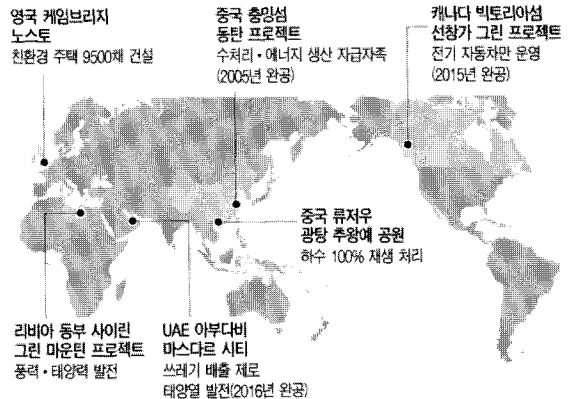 영국 케임브리지
노스토
친환경 주택 9500채 건설
중국 충밍섬
동탄 프로젝트
수처리·에너지 생산 자급자족
(2005년 완공)
캐나다 빅토리아섬
선창가 그린 프로젝트
전기 자동차만 운영
(2015년 완공)
중국 류저우
광탕 추왕예 공원
하수 100% 재생 처리
리비아 동부 사이린
그린 마운틴 프로젝트
풍력·태양력 발전
UAE 아부다비
마스다르 시티
쓰레기 배출 제로
태양열 발전(2016년 완공)